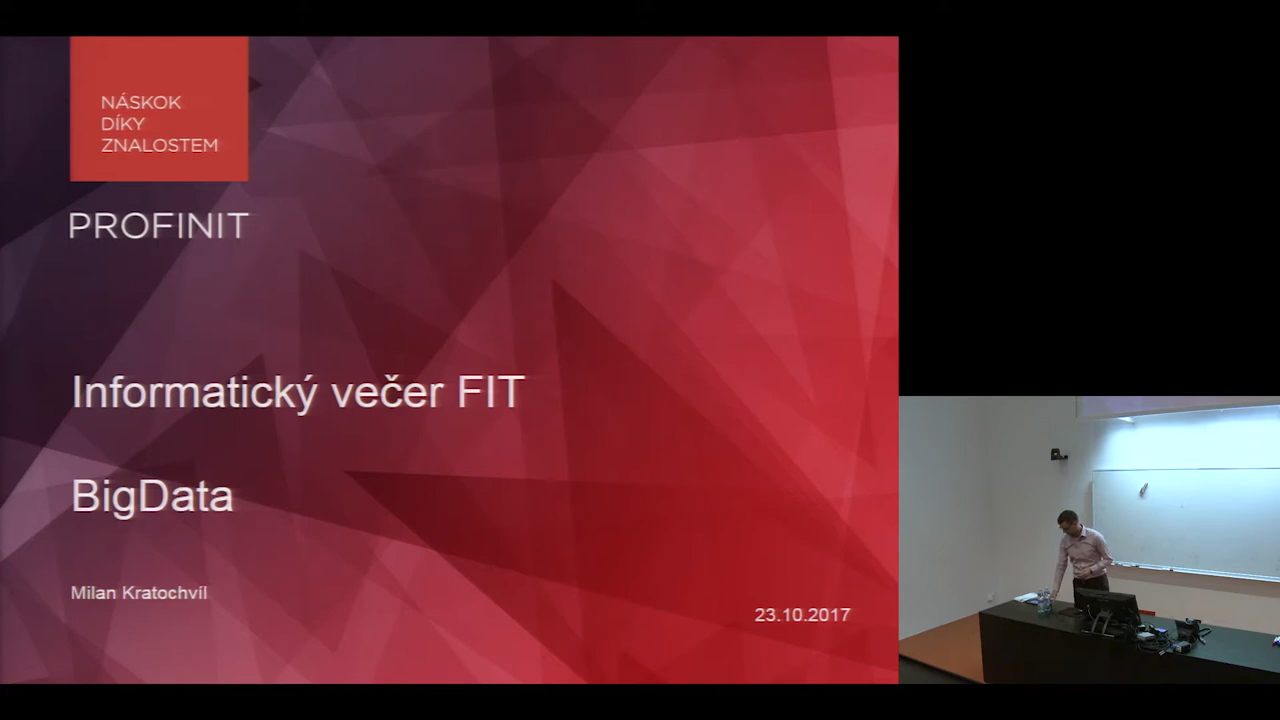 NÁSKOK
DÍKY
ZNALOSTEM
PROFINIT
Informatický večer FIT
BigData
Milan Kratochvíl
23.10.2017